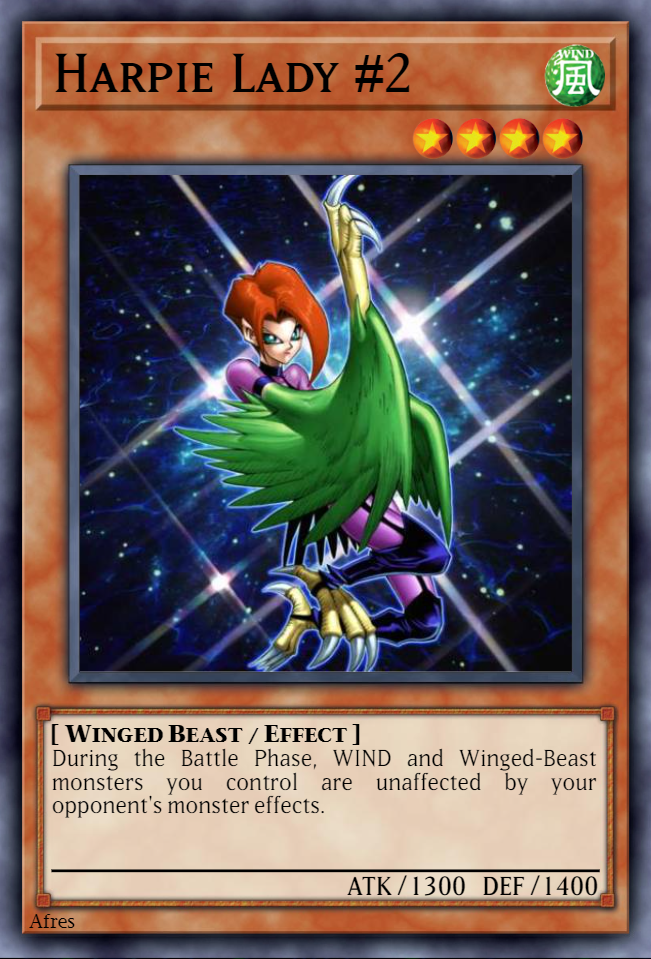 Harpie Lady #2
WIND
風
[ Winged Beast / Effect ]
During the Battle Phase, WIND and Winged-Beast
monsters you control are unaffected by your
opponent's monster effects.
ATK / 1300 DEF / 1400
Afres